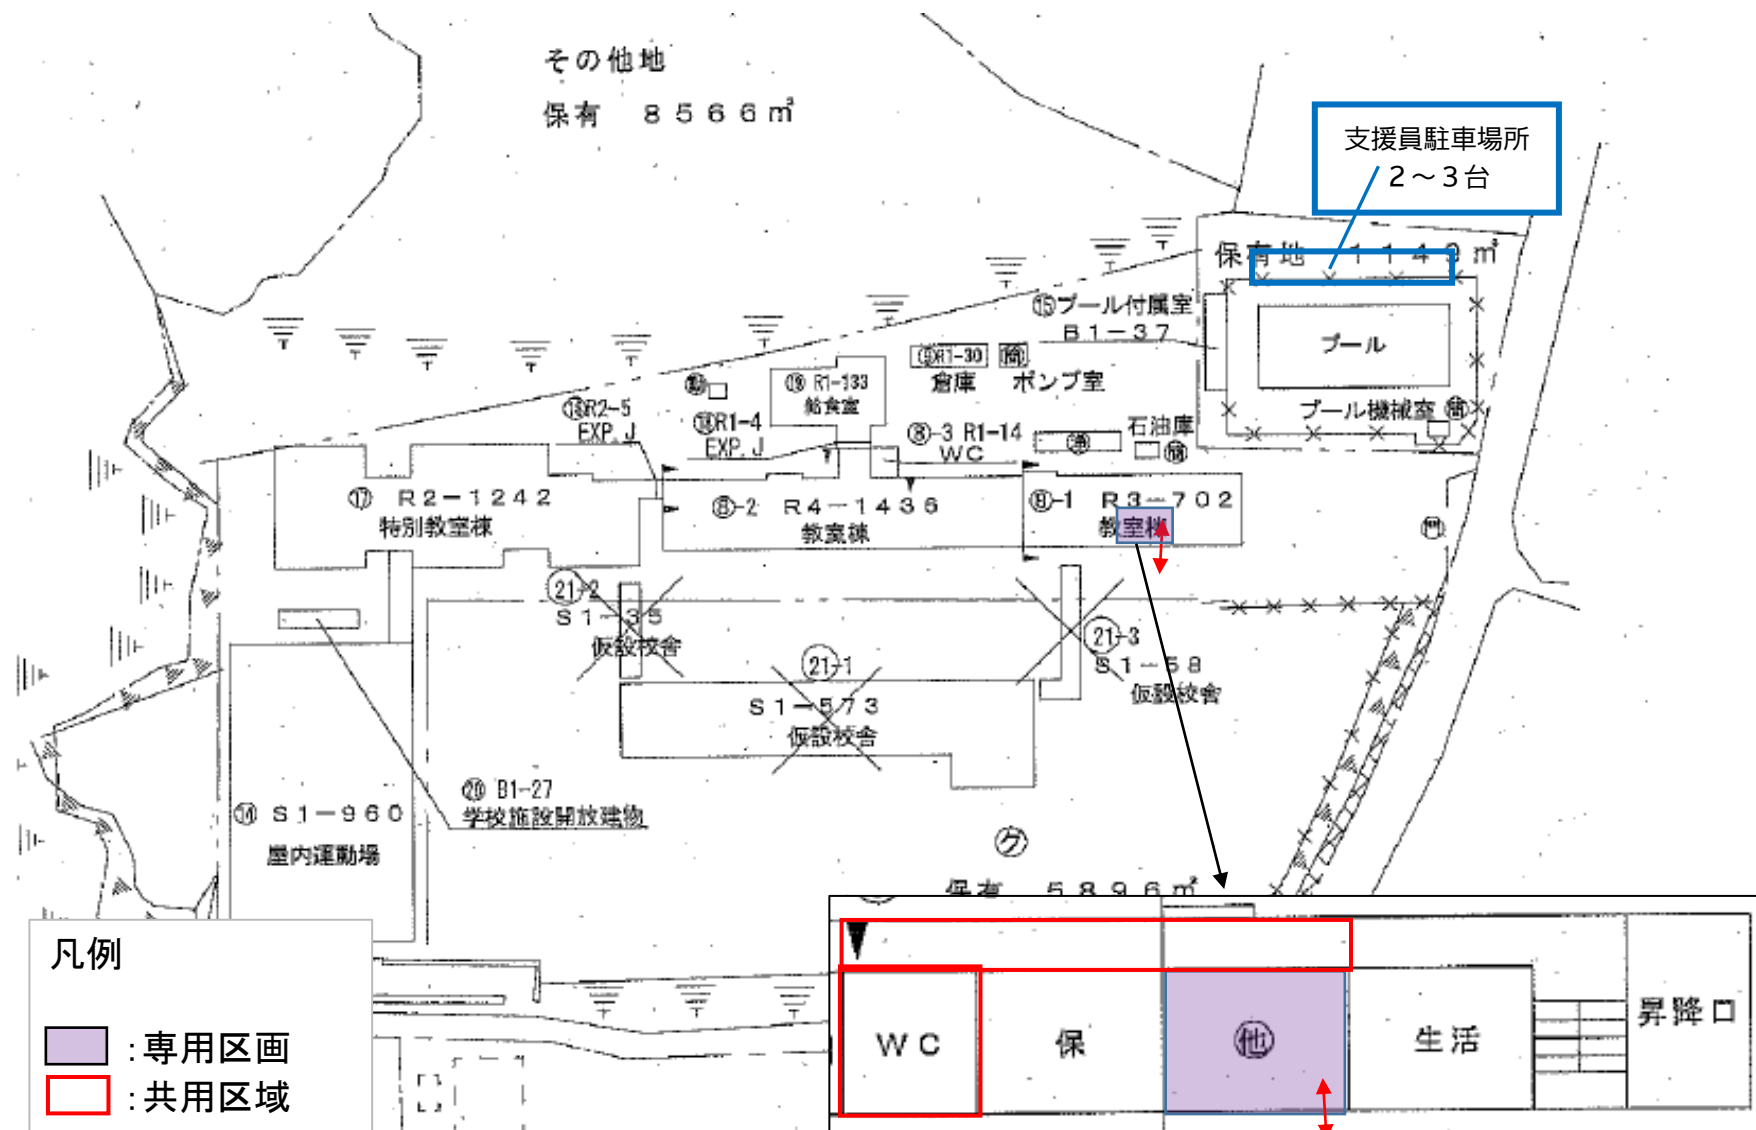 その他地
保有 8566㎡
支援員駐車場所
2～3台
保有地 1149㎡
⑮プール付属室
B1-37
プール
⑨R1-30
倉庫
ポンプ室
プール機械室
⑲ R1-133
給食室
⑱R2-5
EXP.J
⑱R1-4
EXP.J
⑧-3 R1-14
WC
石油庫
⑰ R2-1242
特別教室棟
⑧-2 R4-1436
教室棟
⑧-1 R3-702
教室棟
21-2
S1-35
仮設校舎
21-1
S1-573
仮設校舎
21-3
S1-58
仮設校舎
⑳ B1-27
学校施設開放建物
⑭ S1-960
屋内運動場
ク
保有 5896㎡
凡例
:専用区画
:共用区域
WC
保
他
生活
昇降口